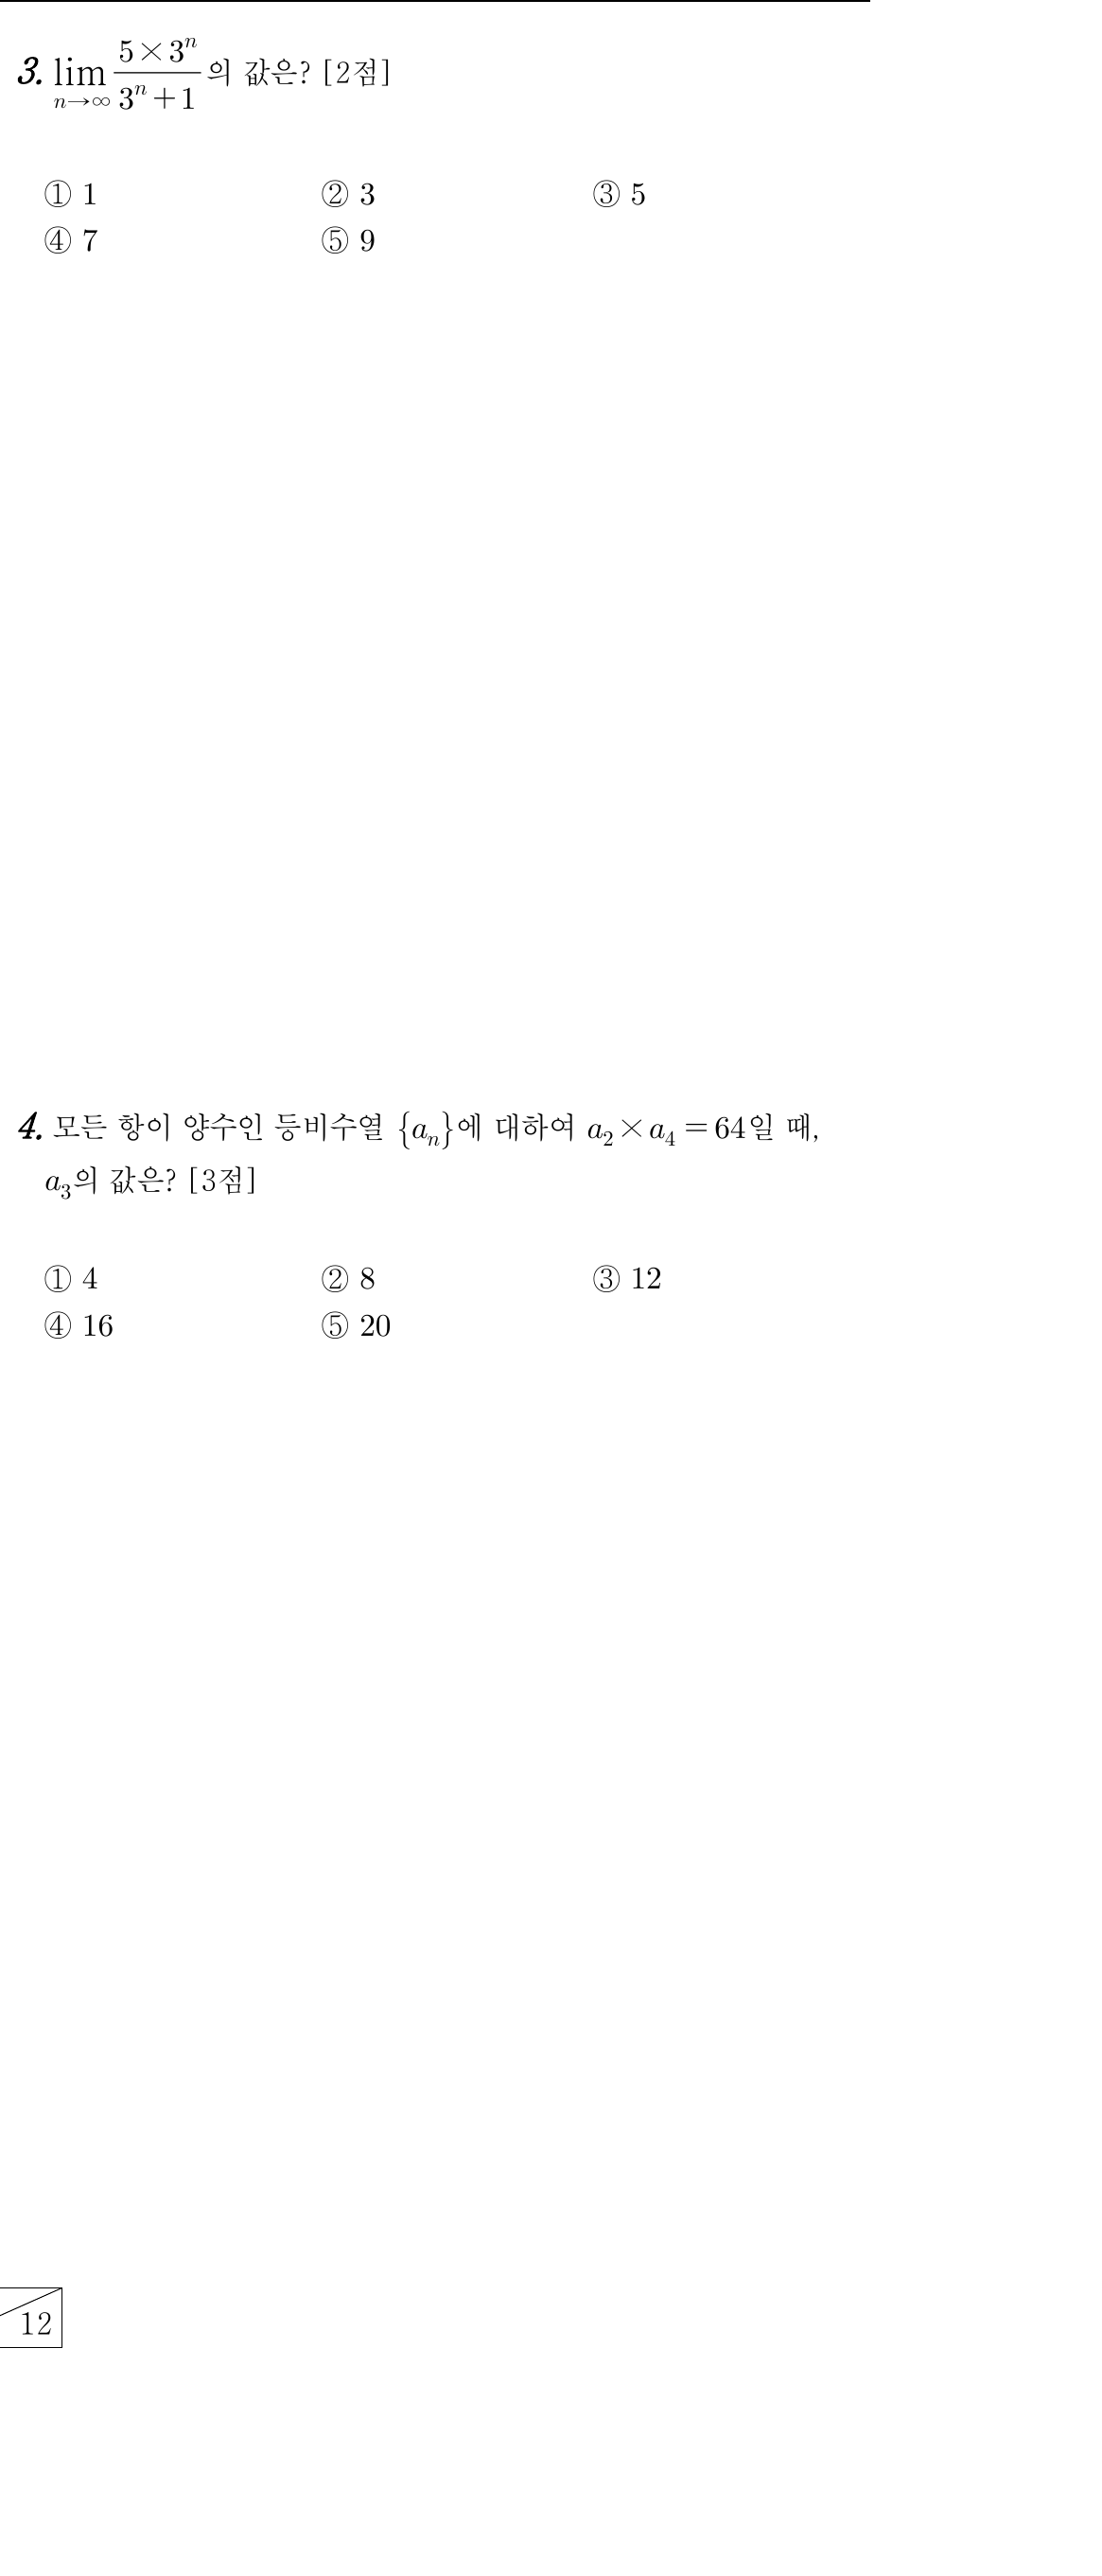 3. lim_{n→∞} \frac{5×3^n}{3^n+1}의 값은? [2점]
① 1 ② 3 ③ 5
④ 7 ⑤ 9
4. 모든 항이 양수인 등비수열 {a_n}에 대하여 a_2×a_4=64일 때,
a_3의 값은? [3점]
① 4 ② 8 ③ 12
④ 16 ⑤ 20
12